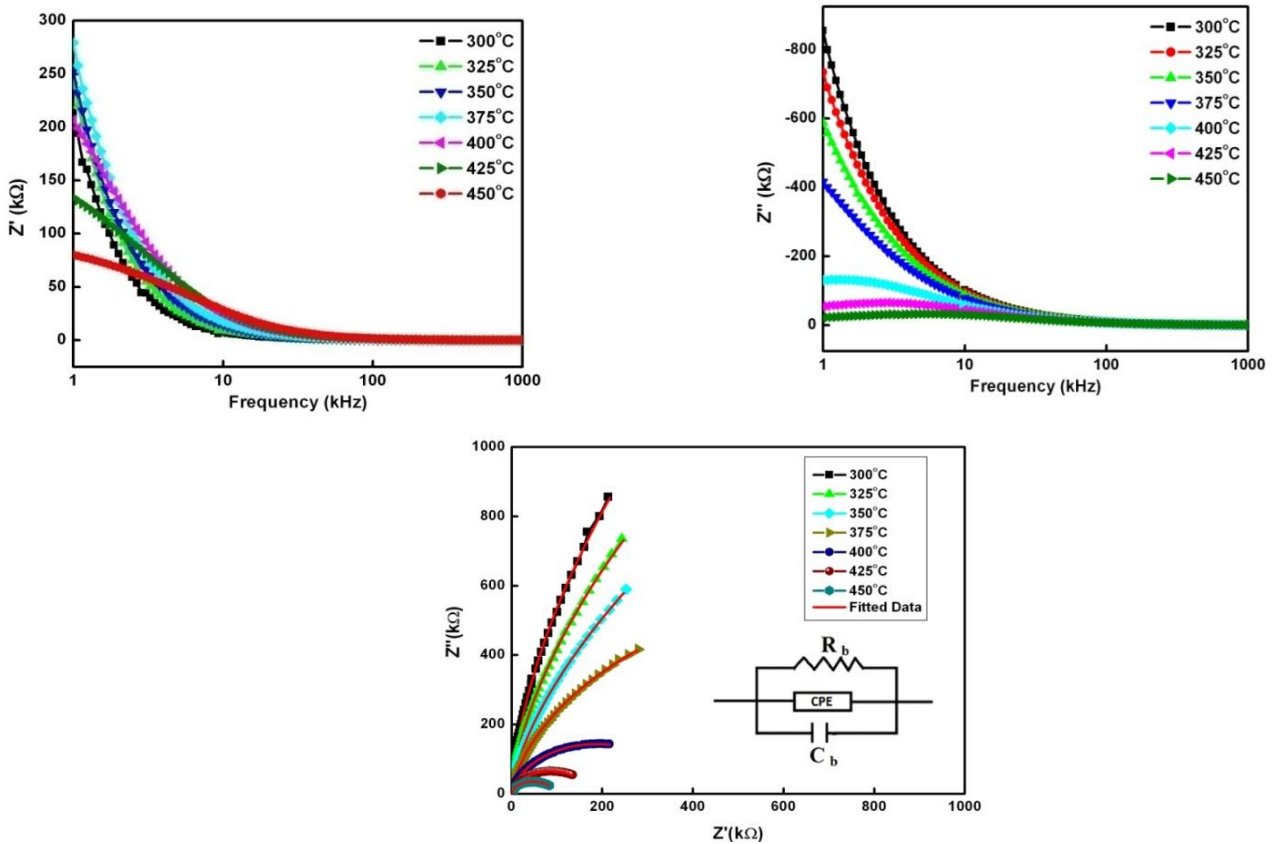 300
250
200
150
100
50
0
Z' (kΩ)
1
10
100
1000
Frequency (kHz)
300°C
325°C
350°C
375°C
400°C
425°C
450°C
-800
-600
-400
-200
0
Z'' (kΩ)
1
10
100
1000
Frequency (kHz)
300°C
325°C
350°C
375°C
400°C
425°C
450°C
1000
800
600
400
200
0
Z''(kΩ)
0
200
400
600
800
1000
Z'(kΩ)
300°C
325°C
350°C
375°C
400°C
425°C
450°C
Fitted Data
R b
CPE
C b